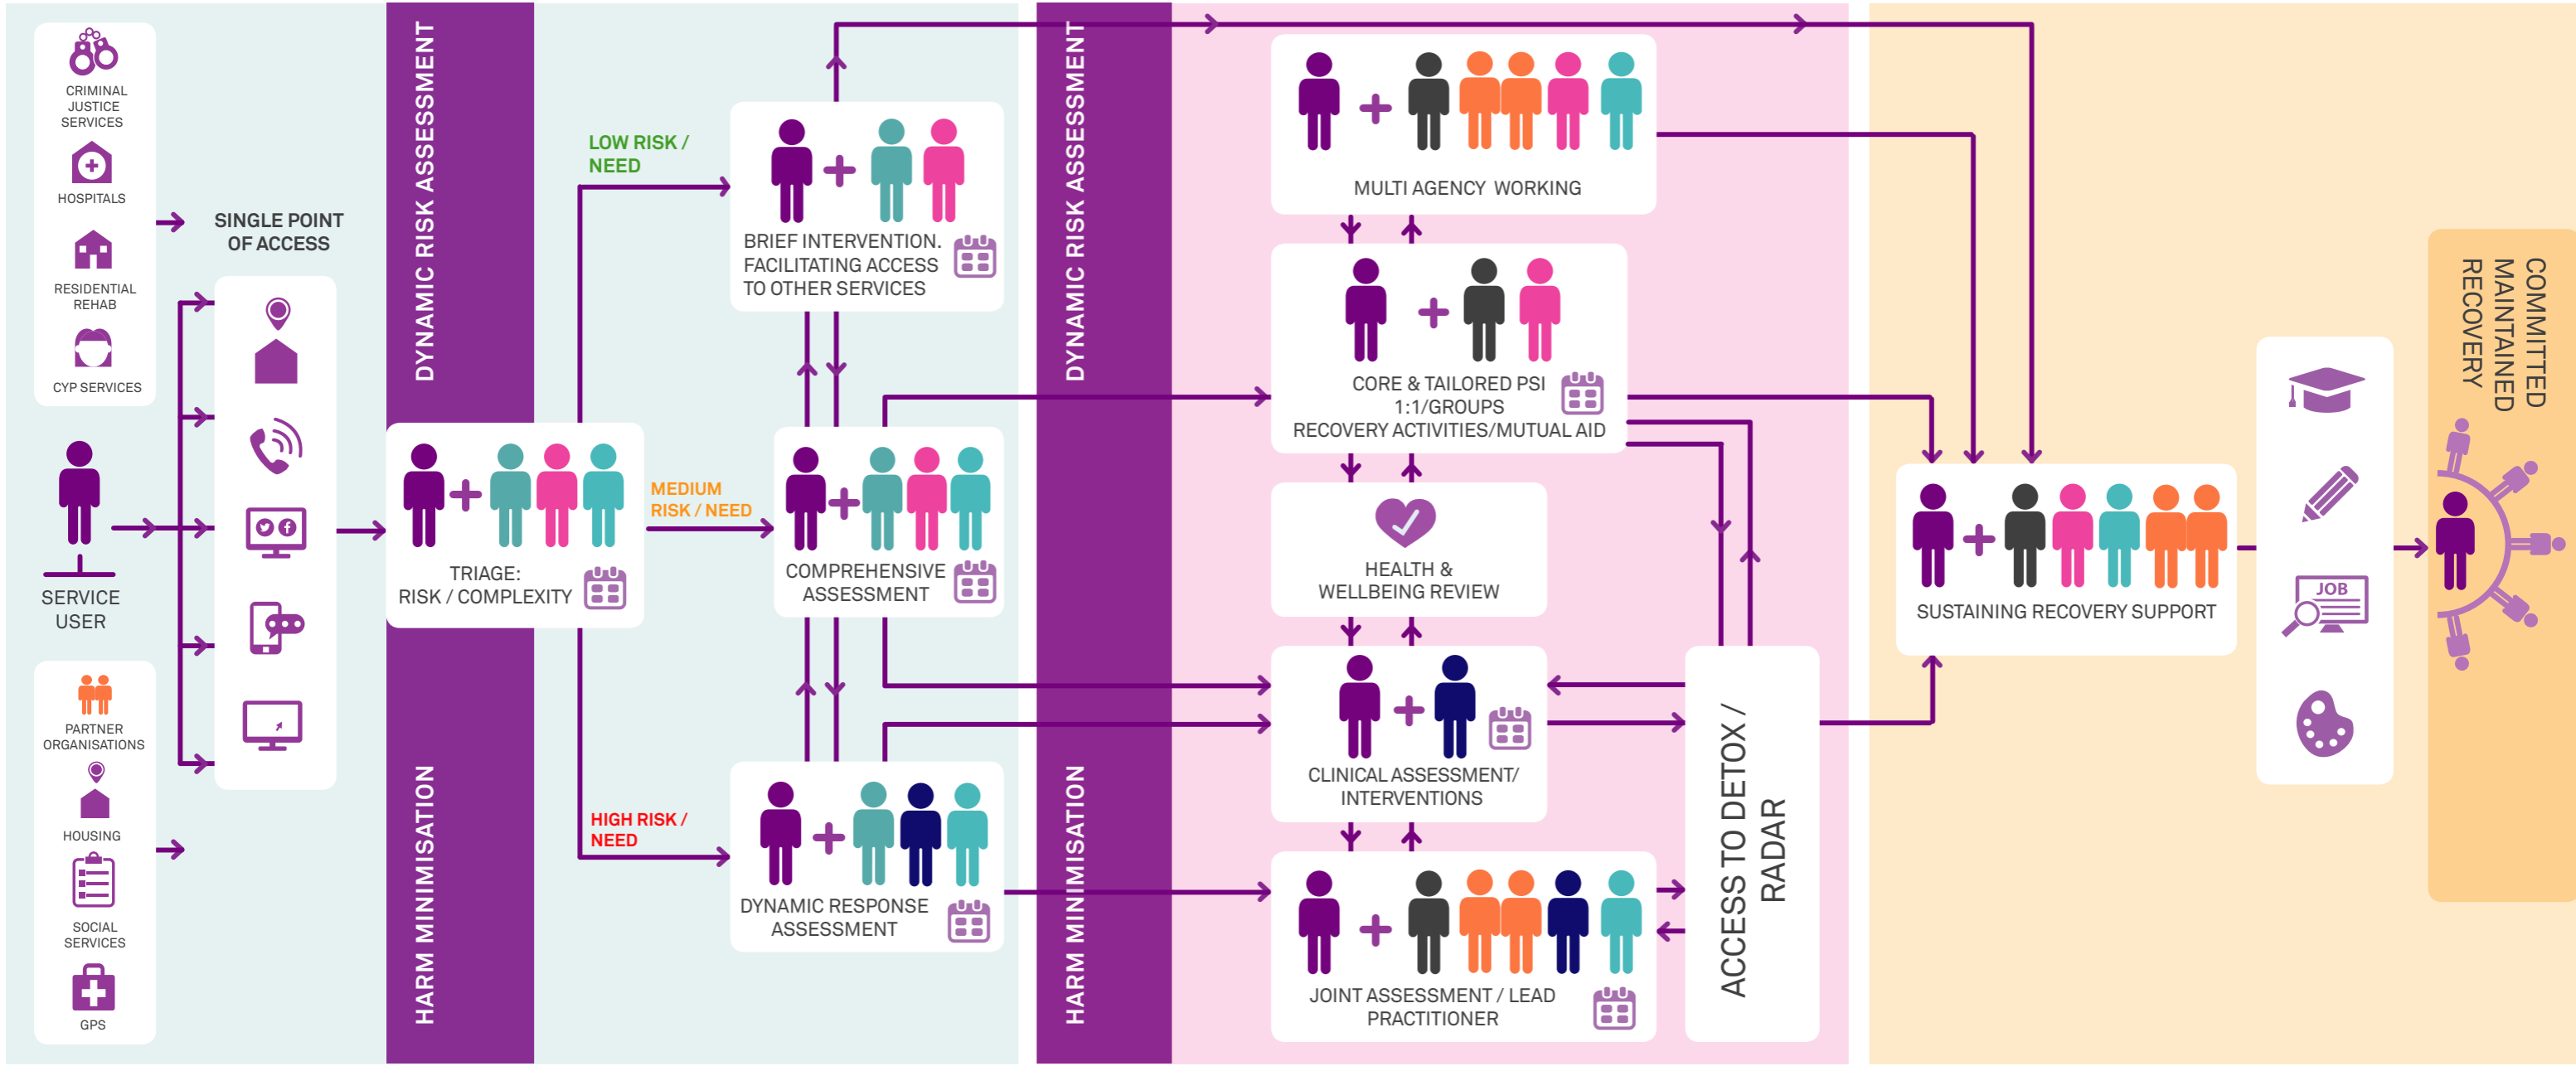 CRIMINAL
JUSTICE
SERVICES
HOSPITALS
RESIDENTIAL
REHAB
CYP SERVICES
SERVICE
USER
PARTNER
ORGANISATIONS
HOUSING
SOCIAL
SERVICES
GPS
SINGLE POINT
OF ACCESS
DYNAMIC RISK ASSESSMENT
HARM MINIMISATION
TRIAGE:
RISK / COMPLEXITY
LOW RISK /
NEED
MEDIUM
RISK / NEED
HIGH RISK /
NEED
BRIEF INTERVENTION.
FACILITATING ACCESS
TO OTHER SERVICES
COMPREHENSIVE
ASSESSMENT
DYNAMIC RESPONSE
ASSESSMENT
DYNAMIC RISK ASSESSMENT
HARM MINIMISATION
MULTI AGENCY WORKING
CORE & TAILORED PSI
1:1/GROUPS
RECOVERY ACTIVITIES/MUTUAL AID
HEALTH &
WELLBEING REVIEW
CLINICAL ASSESSMENT/
INTERVENTIONS
JOINT ASSESSMENT / LEAD
PRACTITIONER
ACCESS TO DETOX /
RADAR
SUSTAINING RECOVERY SUPPORT
JOB
COMMITTED
MAINTAINED
RECOVERY